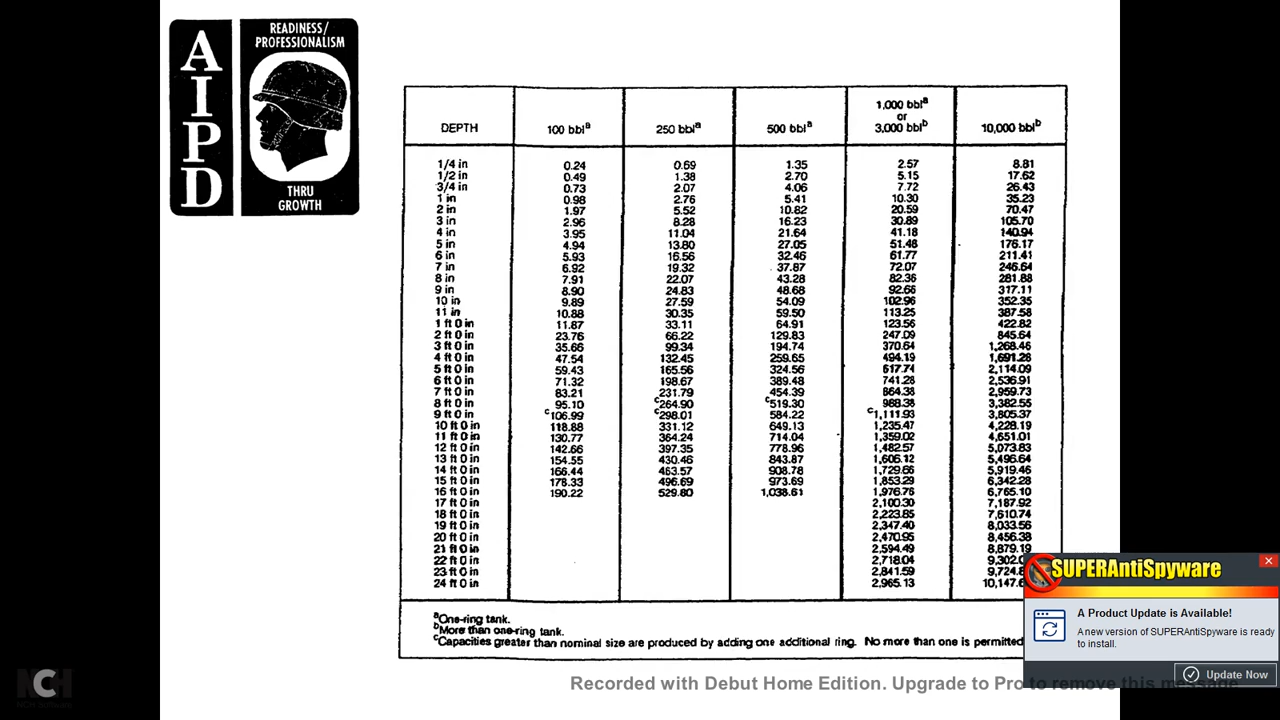 AIPD
READINESS/
PROFESSIONALISM
THRU
GROWTH
DEPTH 100 bblᵃ 250 bblᵃ 500 bblᵃ 1,000 bblᵃ or 3,000 bblᵇ 10,000 bblᵇ
1/4 in 0.24 0.69 1.35 2.57 8.81
1/2 in 0.49 1.38 2.70 5.15 17.62
3/4 in 0.73 2.07 4.06 7.72 26.43
1 in 0.98 2.76 5.41 10.30 35.23
2 in 1.97 5.52 10.82 20.59 70.47
3 in 2.96 8.28 16.23 30.89 105.70
4 in 3.95 11.04 21.64 41.18 140.94
5 in 4.94 13.80 27.05 51.48 176.17
6 in 5.93 16.56 32.46 61.77 211.41
7 in 6.92 19.32 37.87 72.07 246.64
8 in 7.91 22.07 43.28 82.36 281.88
9 in 8.90 24.83 48.68 92.66 317.11
10 in 9.89 27.59 54.09 102.96 352.35
11 in 10.88 30.35 59.50 113.25 387.58
1 ft 0 in 11.87 33.11 64.91 123.56 422.82
2 ft 0 in 23.76 66.22 129.83 247.09 845.64
3 ft 0 in 35.66 99.34 194.74 370.64 1,268.46
4 ft 0 in 47.54 132.45 259.65 494.19 1,691.28
5 ft 0 in 59.43 165.56 324.56 617.74 2,114.09
6 ft 0 in 71.32 198.67 389.48 741.28 2,536.91
7 ft 0 in 83.21 231.79 454.39 864.38 2,959.73
8 ft 0 in 95.10 ᶜ264.90 ᶜ519.30 988.38 3,382.55
9 ft 0 in ᶜ106.99 ᶜ298.01 584.22 ᶜ1,111.93 3,805.37
10 ft 0 in 118.88 331.12 649.13 1,235.47 4,228.19
11 ft 0 in 130.77 364.24 714.04 1,359.02 4,651.01
12 ft 0 in 142.66 397.35 778.96 1,482.57 5,073.83
13 ft 0 in 154.55 430.46 843.87 1,606.12 5,496.64
14 ft 0 in 166.44 463.57 908.78 1,729.66 5,919.46
15 ft 0 in 178.33 496.69 973.69 1,853.29 6,342.28
16 ft 0 in 190.22 529.80 1,038.61 1,976.76 6,765.10
17 ft 0 in 2,100.30 7,187.92
18 ft 0 in 2,223.85 7,610.74
19 ft 0 in 2,347.40 8,033.56
20 ft 0 in 2,470.95 8,456.38
21 ft 0 in 2,594.49 8,879.19
22 ft 0 in 2,718.04 9,302.0
23 ft 0 in 2,841.59 9,724.8
24 ft 0 in 2,965.13 10,147.6
ᵃOne-ring tank.
ᵇMore than one-ring tank.
ᶜCapacities greater than nominal size are produced by adding one additional ring. No more than one is permitted
SUPERAntiSpyware
A Product Update is Available!
A new version of SUPERAntiSpyware is ready
to install.
Update Now
Recorded with Debut Home Edition. Upgrade to Pro to remove this message
NCH
NCH Software